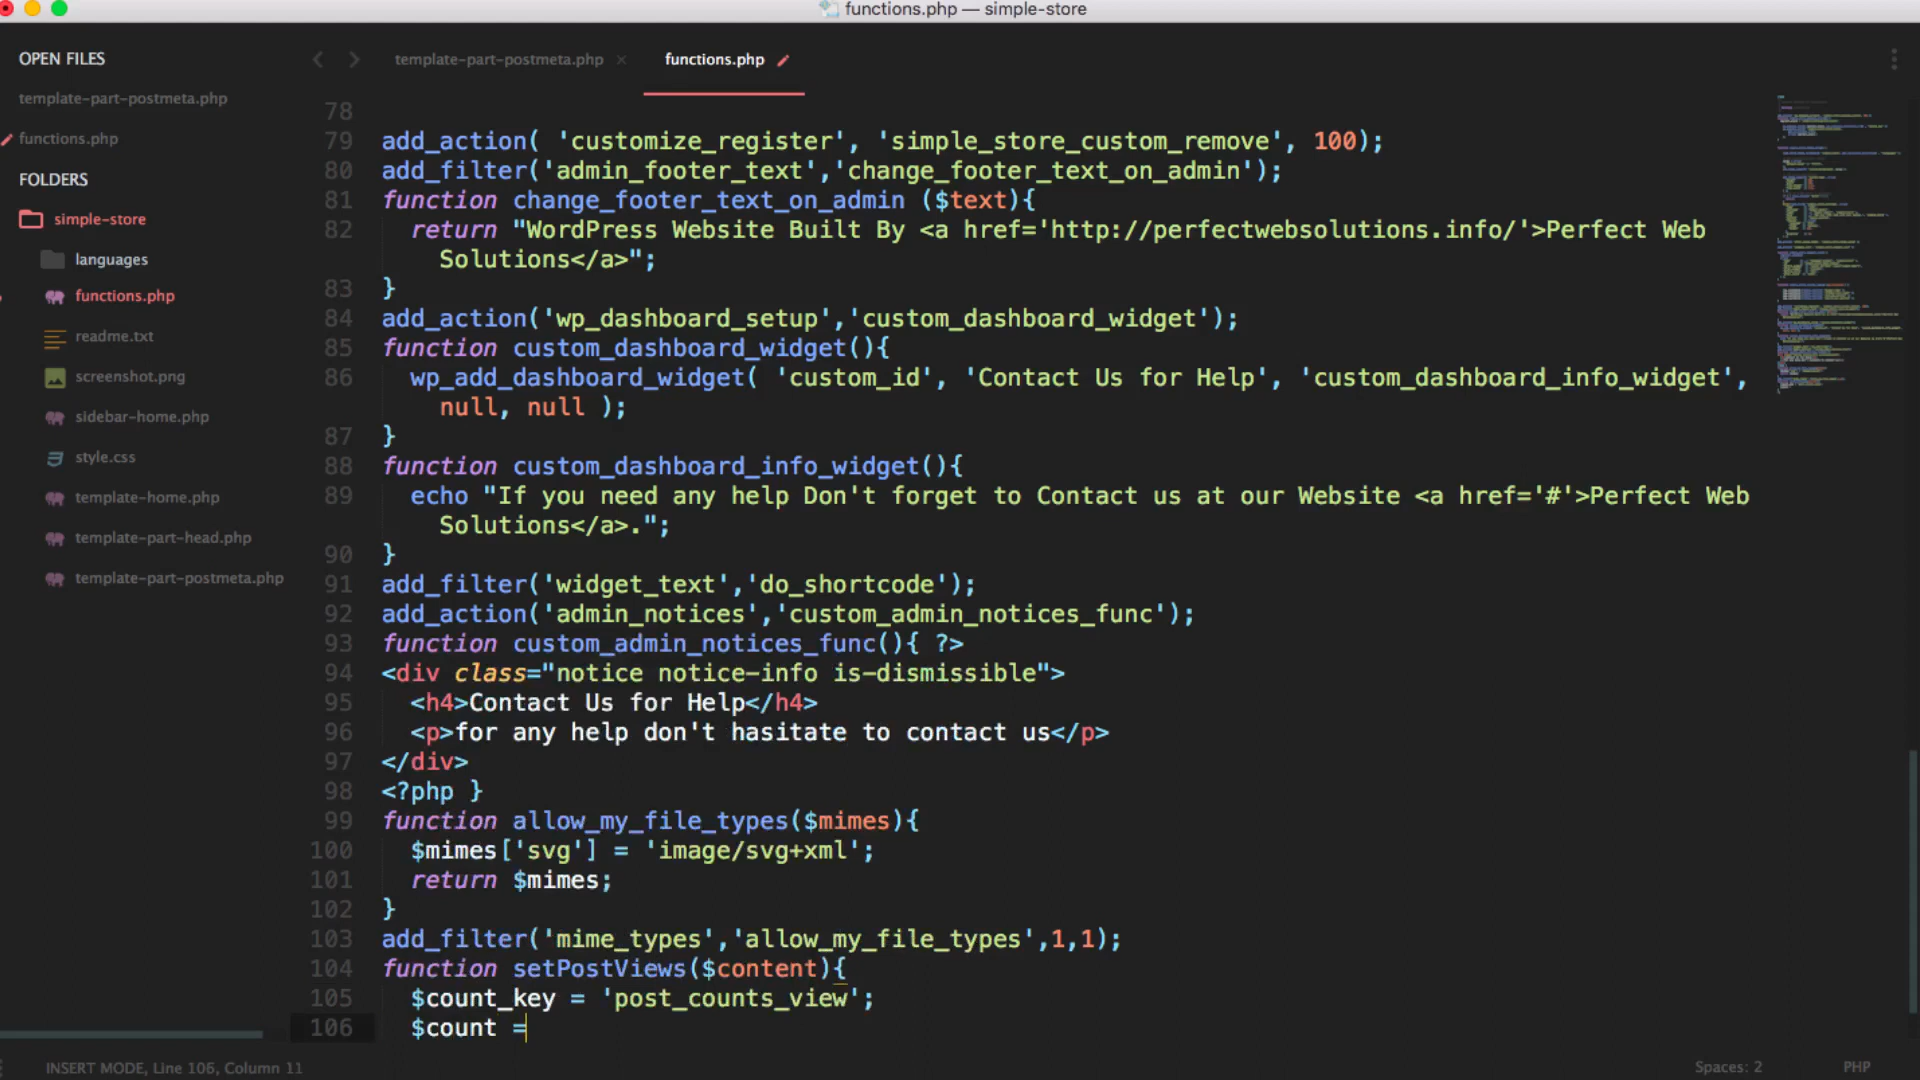 functions.php — simple-store
OPEN FILES
template-part-postmeta.php
functions.php
FOLDERS
simple-store
languages
functions.php
readme.txt
screenshot.png
sidebar-home.php
style.css
template-home.php
template-part-head.php
template-part-postmeta.php
template-part-postmeta.php ×
functions.php
78
79 add_action( 'customize_register', 'simple_store_custom_remove', 100);
80 add_filter('admin_footer_text','change_footer_text_on_admin');
81 function change_footer_text_on_admin ($text){
82 return "WordPress Website Built By <a href='http://perfectwebsolutions.info/'>Perfect Web
Solutions</a>";
83 }
84 add_action('wp_dashboard_setup','custom_dashboard_widget');
85 function custom_dashboard_widget(){
86 wp_add_dashboard_widget( 'custom_id', 'Contact Us for Help', 'custom_dashboard_info_widget',
null, null );
87 }
88 function custom_dashboard_info_widget(){
89 echo "If you need any help Don't forget to Contact us at our Website <a href='#'>Perfect Web
Solutions</a>.";
90 }
91 add_filter('widget_text','do_shortcode');
92 add_action('admin_notices','custom_admin_notices_func');
93 function custom_admin_notices_func(){ ?>
94 <div class="notice notice-info is-dismissible">
95 <h4>Contact Us for Help</h4>
96 <p>for any help don't hasitate to contact us</p>
97 </div>
98 <?php }
99 function allow_my_file_types($mimes){
100 $mimes['svg'] = 'image/svg+xml';
101 return $mimes;
102 }
103 add_filter('mime_types','allow_my_file_types',1,1);
104 function setPostViews($content){
105 $count_key = 'post_counts_view';
106 $count =
INSERT MODE, Line 106, Column 11
Spaces: 2
PHP